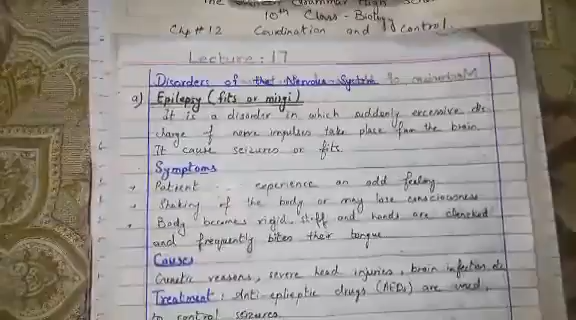 The Grammar High
10th Class - Biology
Chp # 12 Coordination and control.
Lecture : 17
Disorders of that Nervous System
a) Epilepsy (fits or mirgi)
It is a disorder in which suddenly excessive dis
charge of nerve impulses take place from the brain.
It cause seizures or fits.
Symptoms
Patient experience an odd feeling
Shaking of the body or may lose consciousness
Body becomes rigid stiff and hands are clenched
and frequently bites their tongue
Causes
Genetic reasons, severe head injuries, brain infection etc
Treatment : Anti eplieptic drugs (AEDs) are used,
to control seizures.